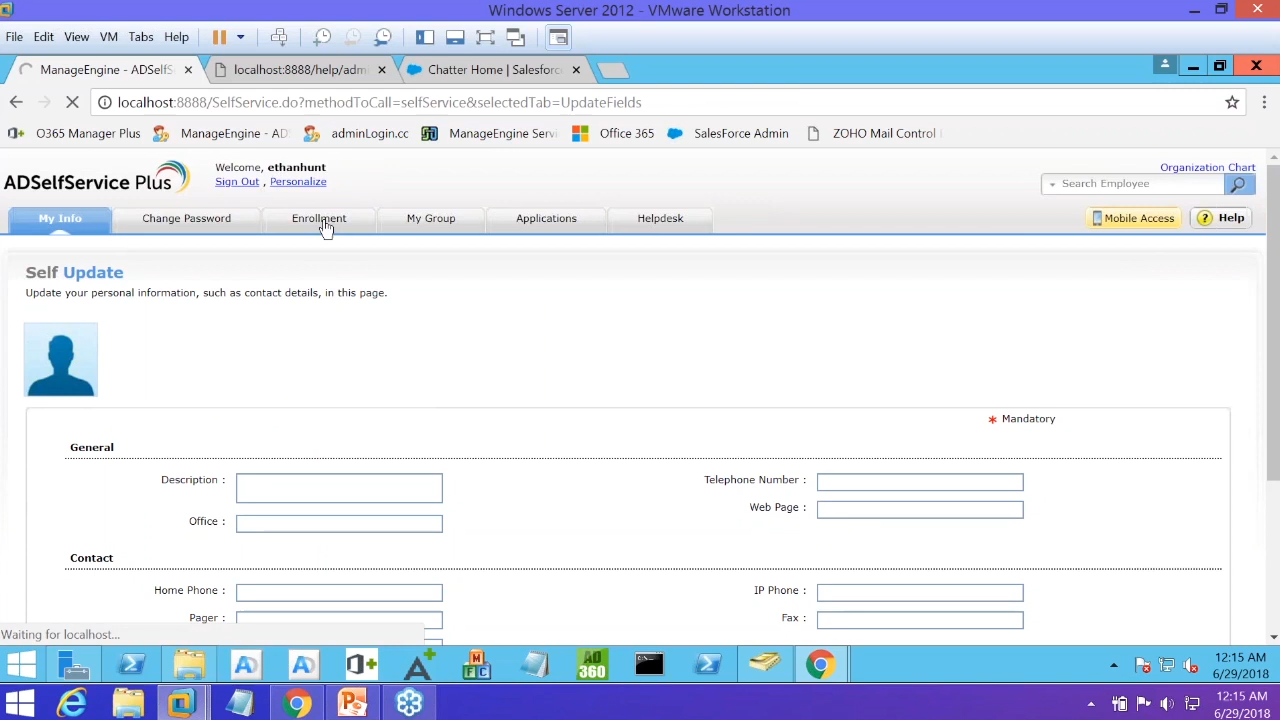 Windows Server 2012 - VMware Workstation
File Edit View VM Tabs Help
ManageEngine - ADSelfS localhost:8888/help/adm Chatter Home | Salesforc
localhost:8888/SelfService.do?methodToCall=selfService&selectedTab=UpdateFields
O365 Manager Plus ManageEngine - AD adminLogin.cc ManageEngine Servi Office 365 SalesForce Admin ZOHO Mail Control
ADSelfService Plus
Welcome, ethanhunt
Sign Out , Personalize
Organization Chart
Search Employee
My Info Change Password Enrollment My Group Applications Helpdesk Mobile Access ? Help
Self Update
Update your personal information, such as contact details, in this page.
* Mandatory
General
Description : Telephone Number :
Web Page :
Office :
Contact
Home Phone : IP Phone :
Pager : Fax :
Waiting for localhost...
12:15 AM
6/29/2018
12:15 AM
6/29/2018